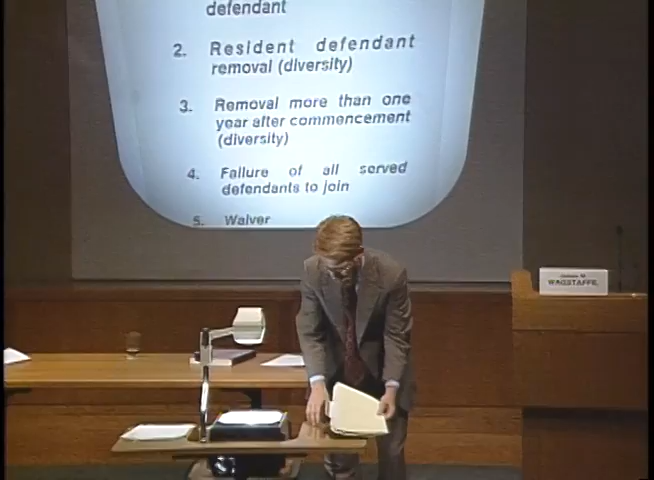 defendant
2. Resident defendant
removal (diversity)
3. Removal more than one
year after commencement
(diversity)
4. Failure of all served
defendants to join
5. Waiver
WAGSTAFFE